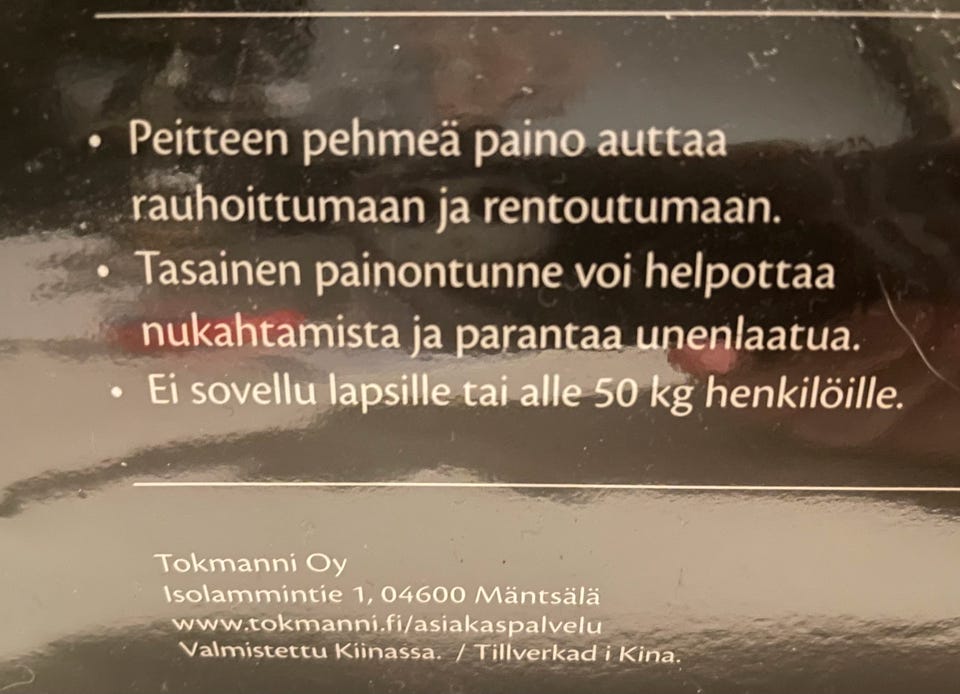 • Peitteen pehmeä paino auttaa
rauhoittumaan ja rentoutumaan.
• Tasainen painontunne voi helpottaa
nukahtamista ja parantaa unenlaatua.
• Ei sovellu lapsille tai alle 50 kg henkilöille.
Tokmanni Oy
Isolammintie 1, 04600 Mäntsälä
www.tokmanni.fi/asiakaspalvelu
Valmistettu Kiinassa. / Tillverkad i Kina.